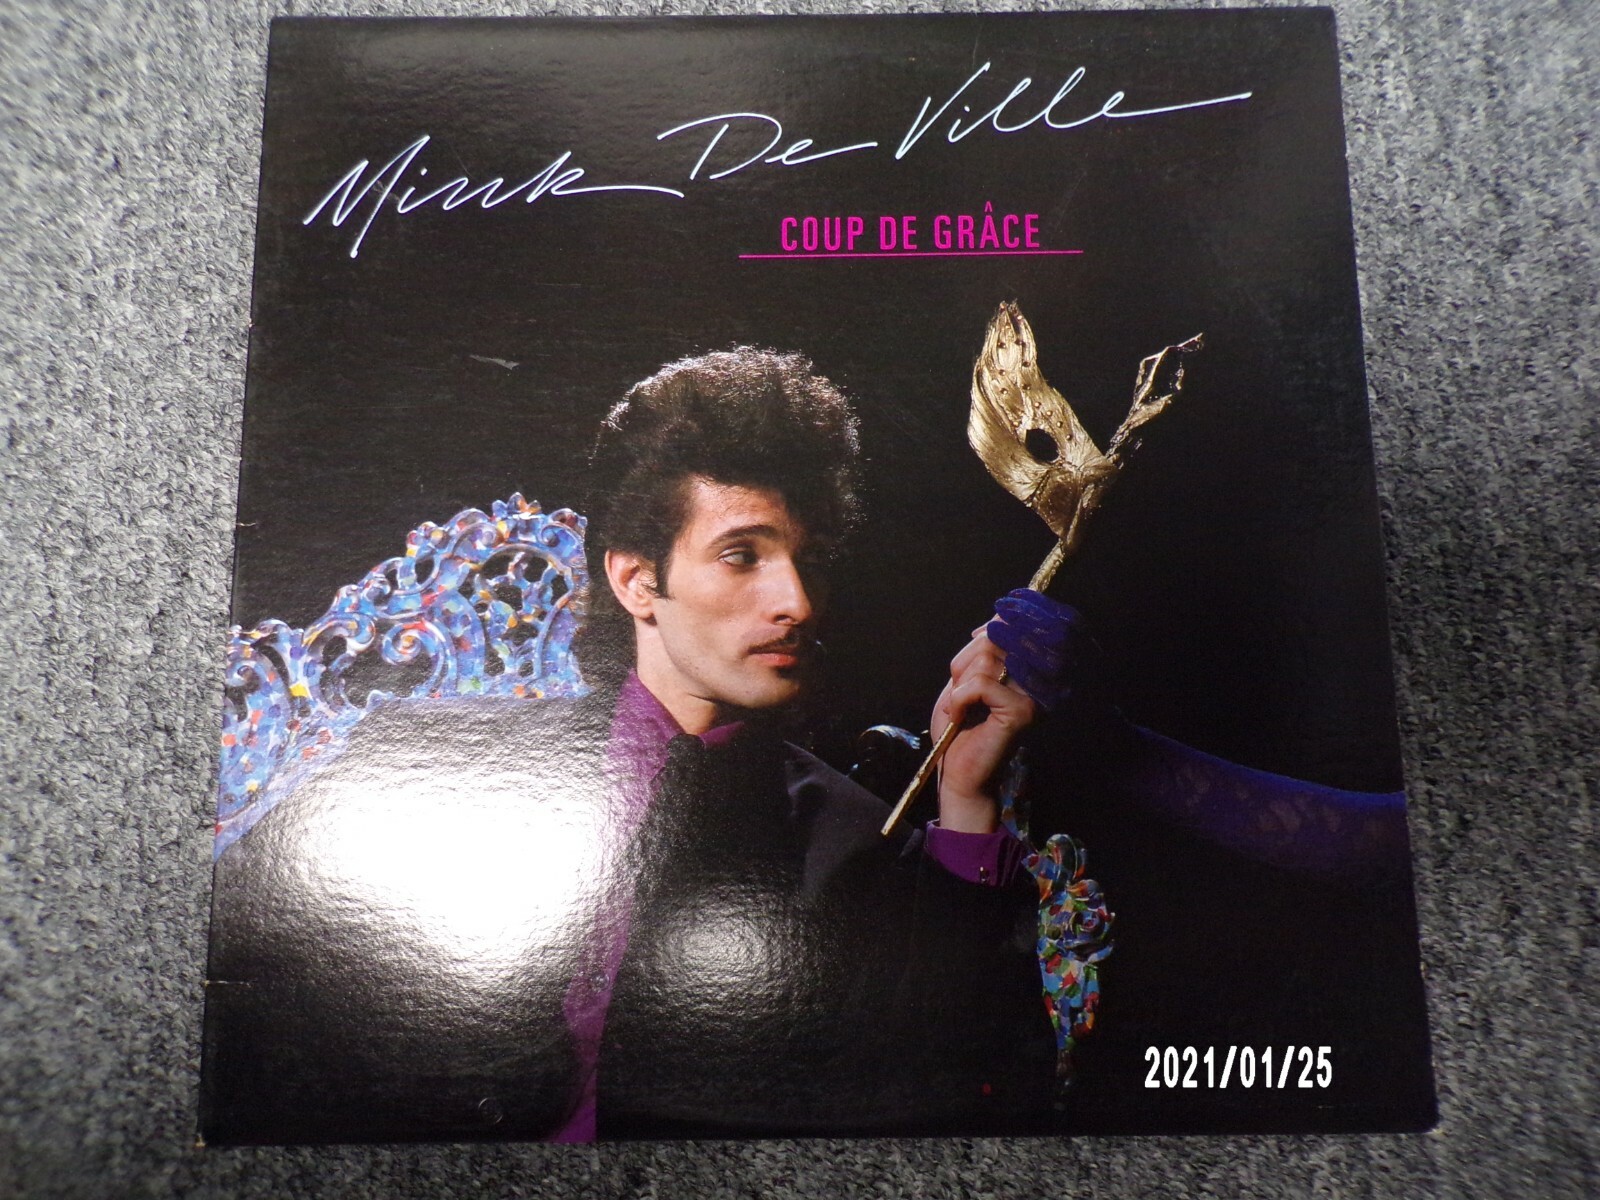 Mink De Ville
COUP DE GRÂCE
2021/01/25